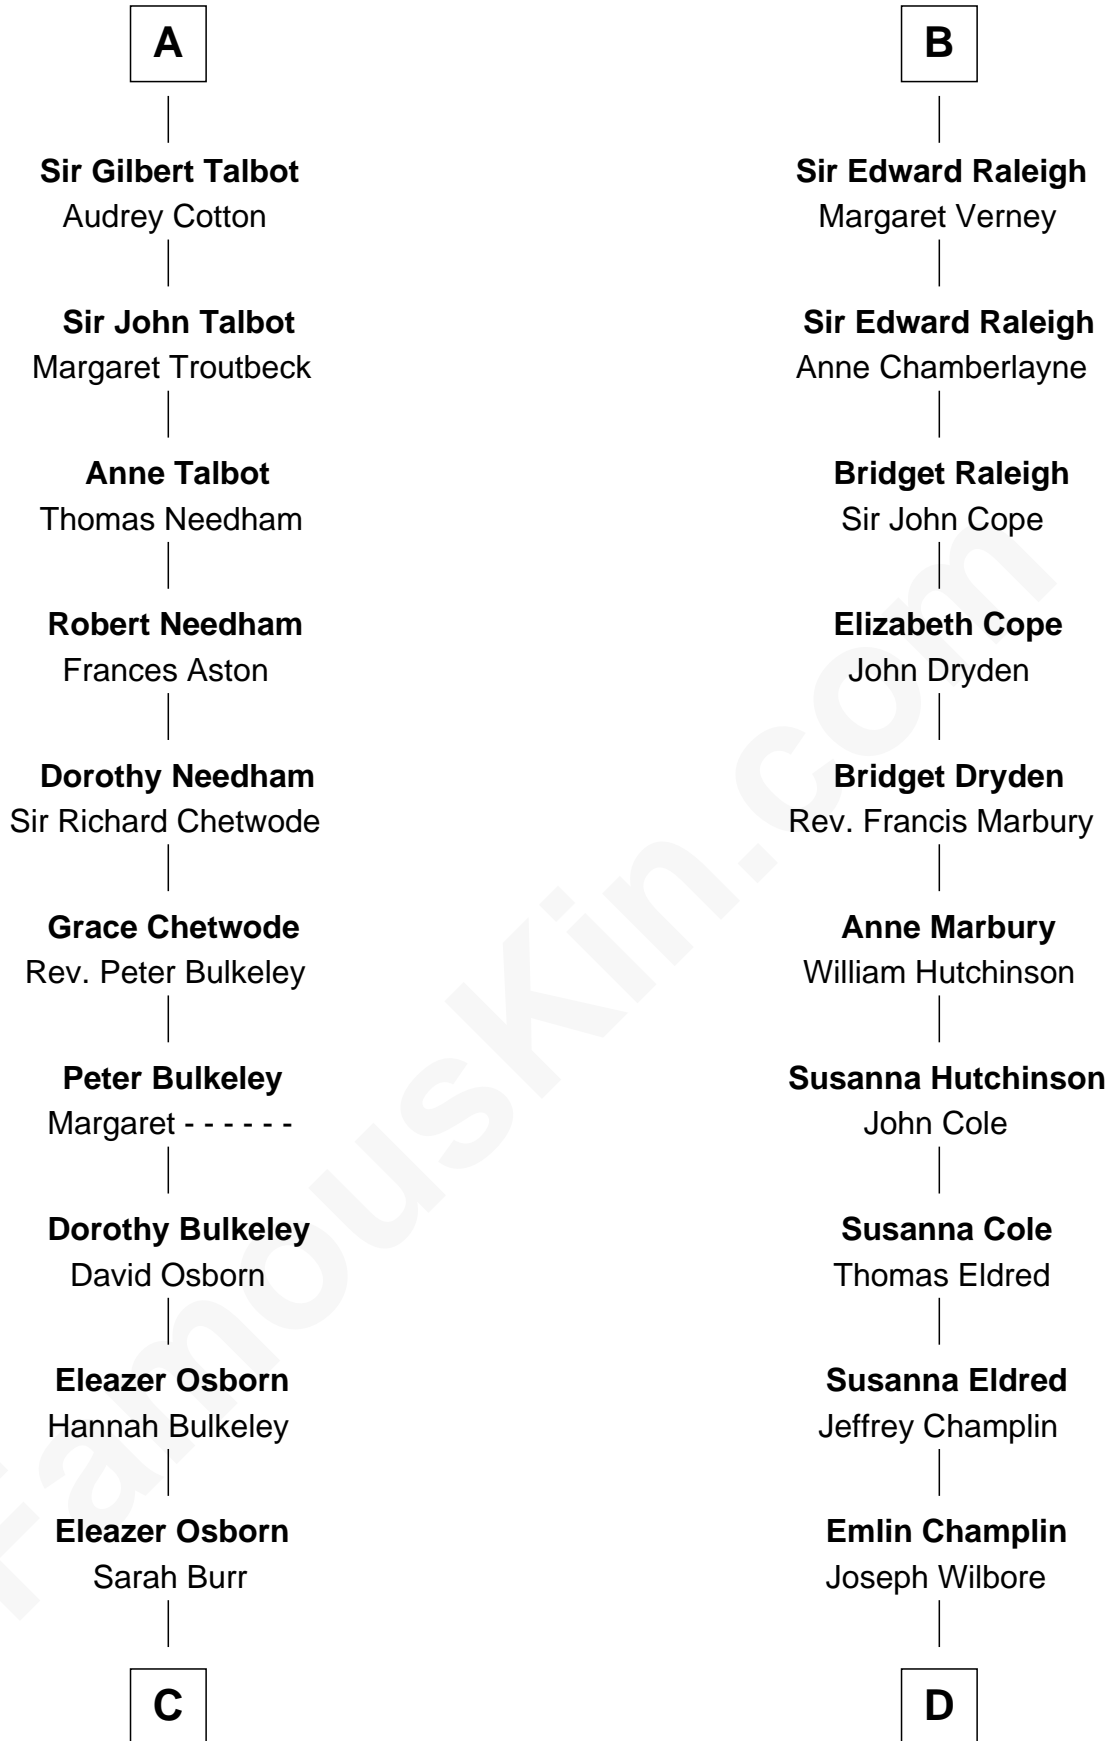 A
Sir Gilbert Talbot
Audrey Cotton
Sir John Talbot
Margaret Troutbeck
Anne Talbot
Thomas Needham
Robert Needham
Frances Aston
Dorothy Needham
Sir Richard Chetwode
Grace Chetwode
Rev. Peter Bulkeley
Peter Bulkeley
Margaret - - - - - -
Dorothy Bulkeley
David Osborn
Eleazer Osborn
Hannah Bulkeley
Eleazer Osborn
Sarah Burr
C
B
Sir Edward Raleigh
Margaret Verney
Sir Edward Raleigh
Anne Chamberlayne
Bridget Raleigh
Sir John Cope
Elizabeth Cope
John Dryden
Bridget Dryden
Rev. Francis Marbury
Anne Marbury
William Hutchinson
Susanna Hutchinson
John Cole
Susanna Cole
Thomas Eldred
Susanna Eldred
Jeffrey Champlin
Emlin Champlin
Joseph Wilbore
D
FamousKin.com